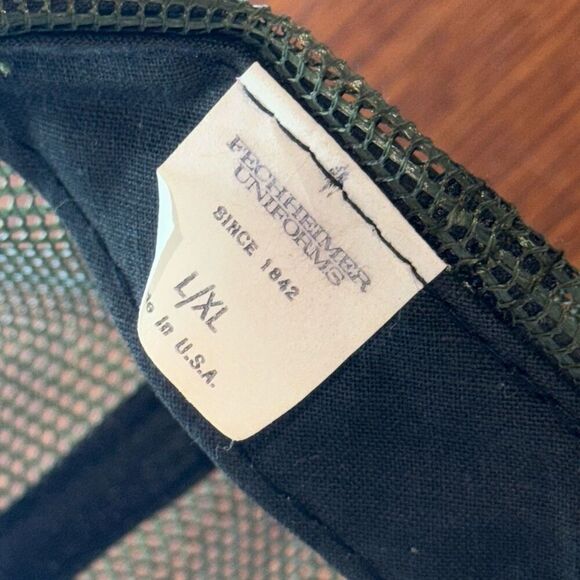 FECHHEIMER
UNIFORMS
SINCE 1842
L/XL
in U.S.A.